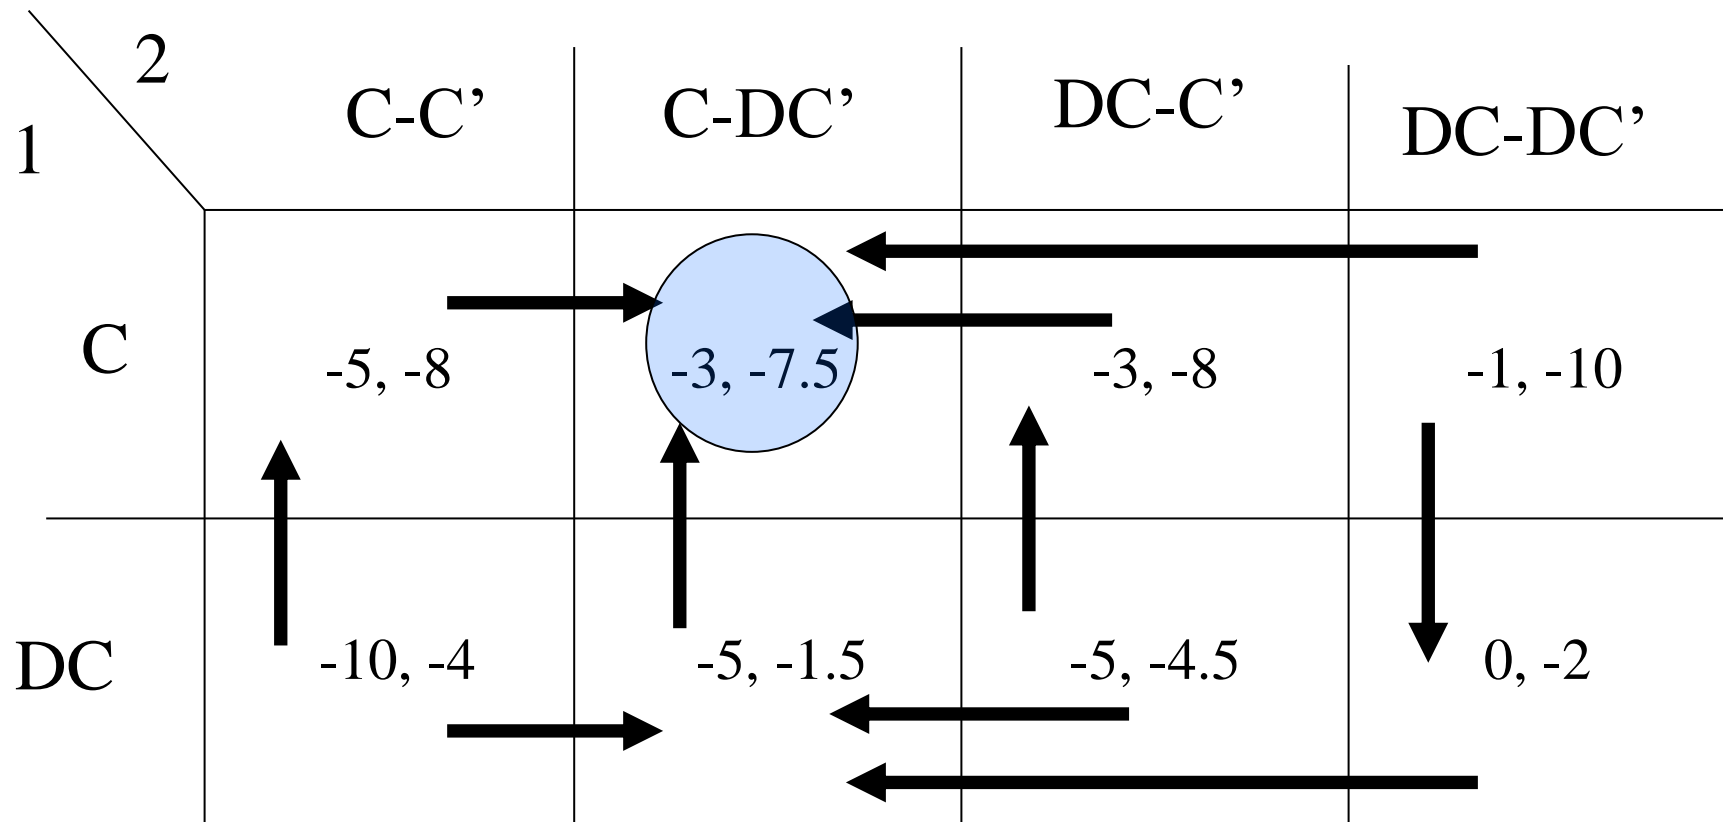 2
1
C-C’ C-DC’ DC-C’ DC-DC’
C -5, -8 -3, -7.5 -3, -8 -1, -10
DC -10, -4 -5, -1.5 -5, -4.5 0, -2